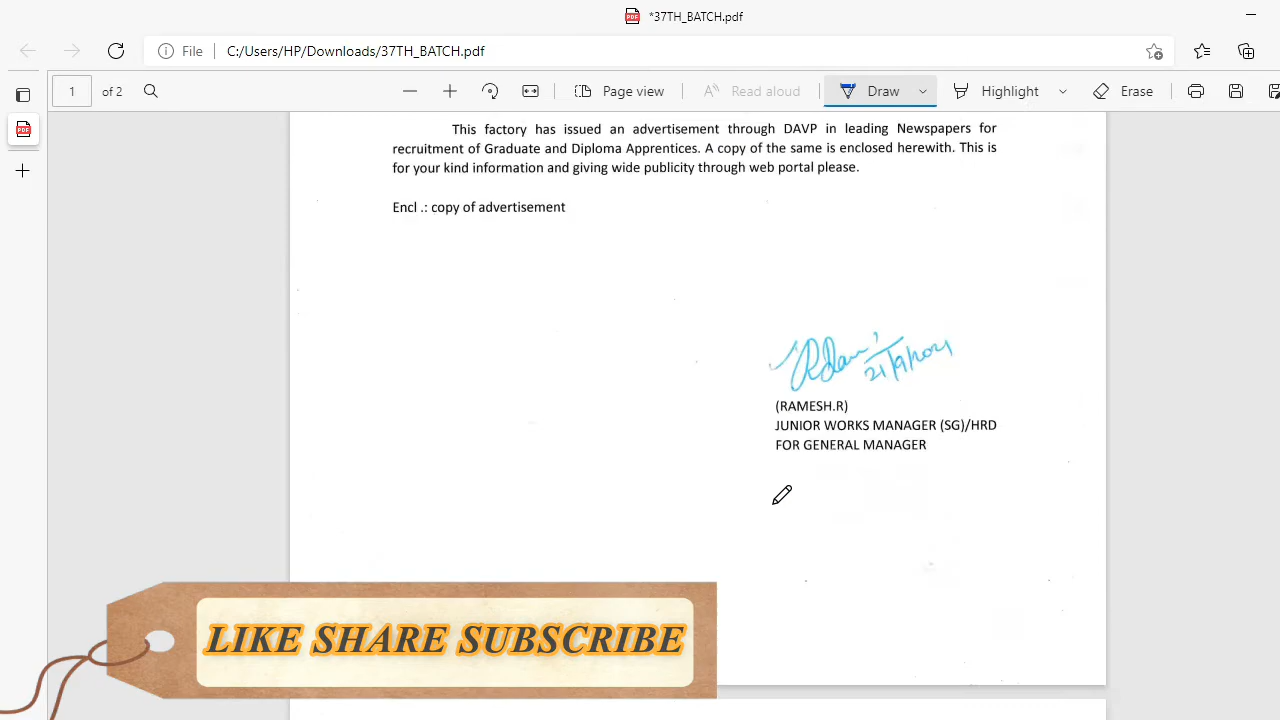 *37TH_BATCH.pdf
File
C:/Users/HP/Downloads/37TH_BATCH.pdf
1 of 2
Page view
Read aloud
Draw
Highlight
Erase
This factory has issued an advertisement through DAVP in leading Newspapers for
recruitment of Graduate and Diploma Apprentices. A copy of the same is enclosed herewith. This is
for your kind information and giving wide publicity through web portal please.
Encl .: copy of advertisement
21/9/2021
(RAMESH.R)
JUNIOR WORKS MANAGER (SG)/HRD
FOR GENERAL MANAGER
LIKE SHARE SUBSCRIBE